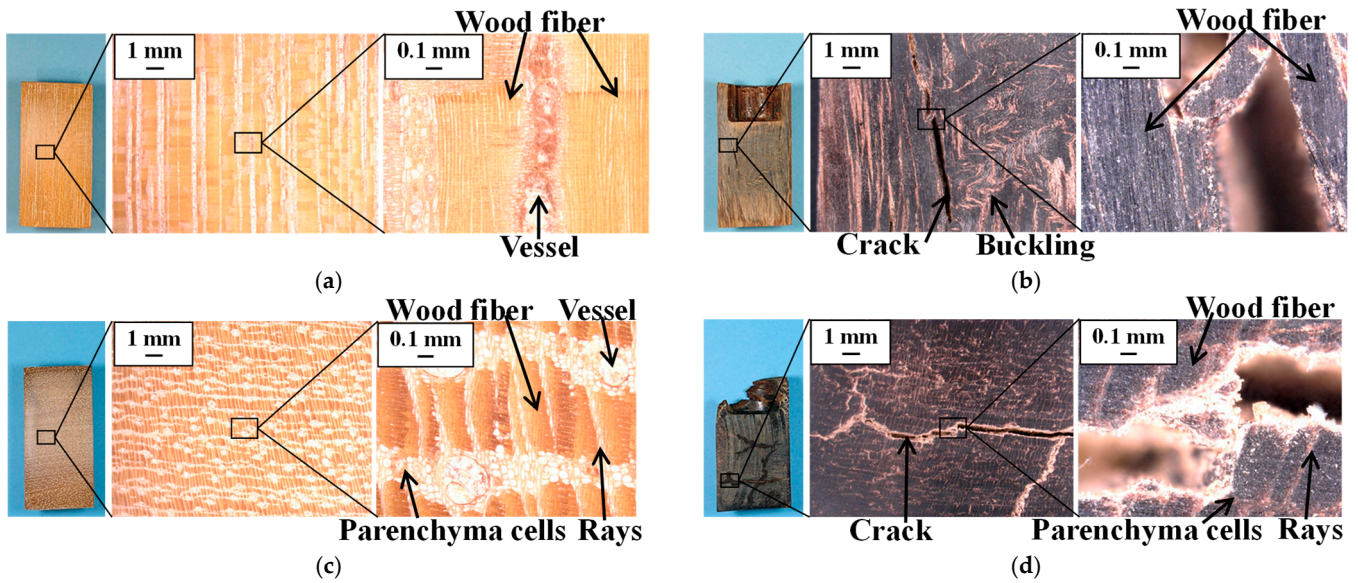 Wood fiber
1 mm
0.1 mm
Vessel
(a)
Wood fiber
1 mm
0.1 mm
Crack
Buckling
(b)
Wood fiber
Vessel
1 mm
0.1 mm
Parenchyma cells
Rays
(c)
Wood fiber
1 mm
0.1 mm
Crack
Parenchyma cells
Rays
(d)